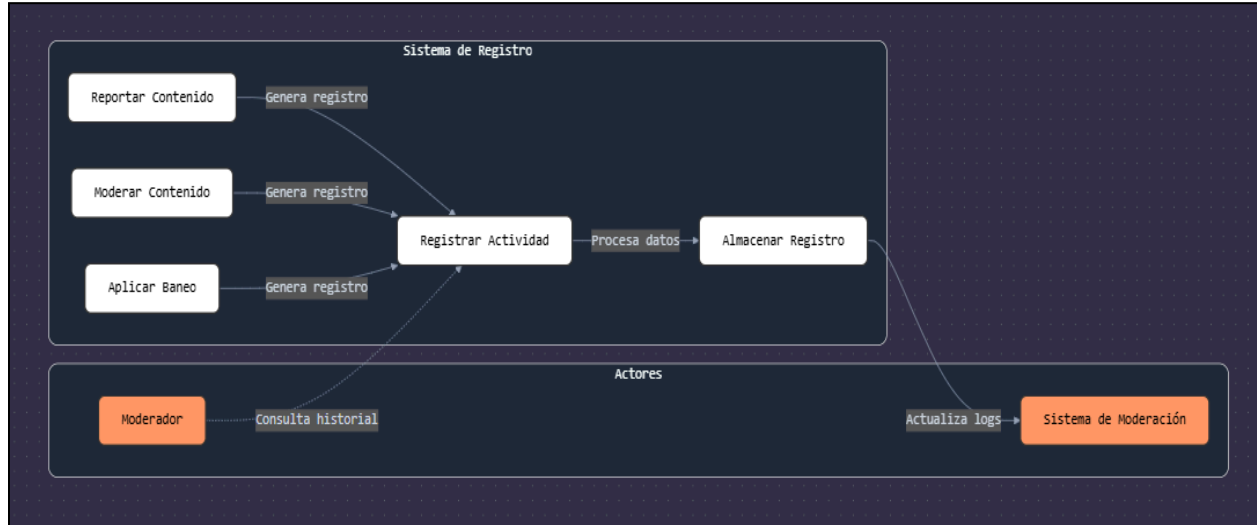 Sistema de Registro
Reportar Contenido
Genera registro
Moderar Contenido
Genera registro
Registrar Actividad
Procesa datos
Almacenar Registro
Aplicar Baneo
Genera registro
Actores
Moderador
Consulta historial
Actualiza logs
Sistema de Moderación